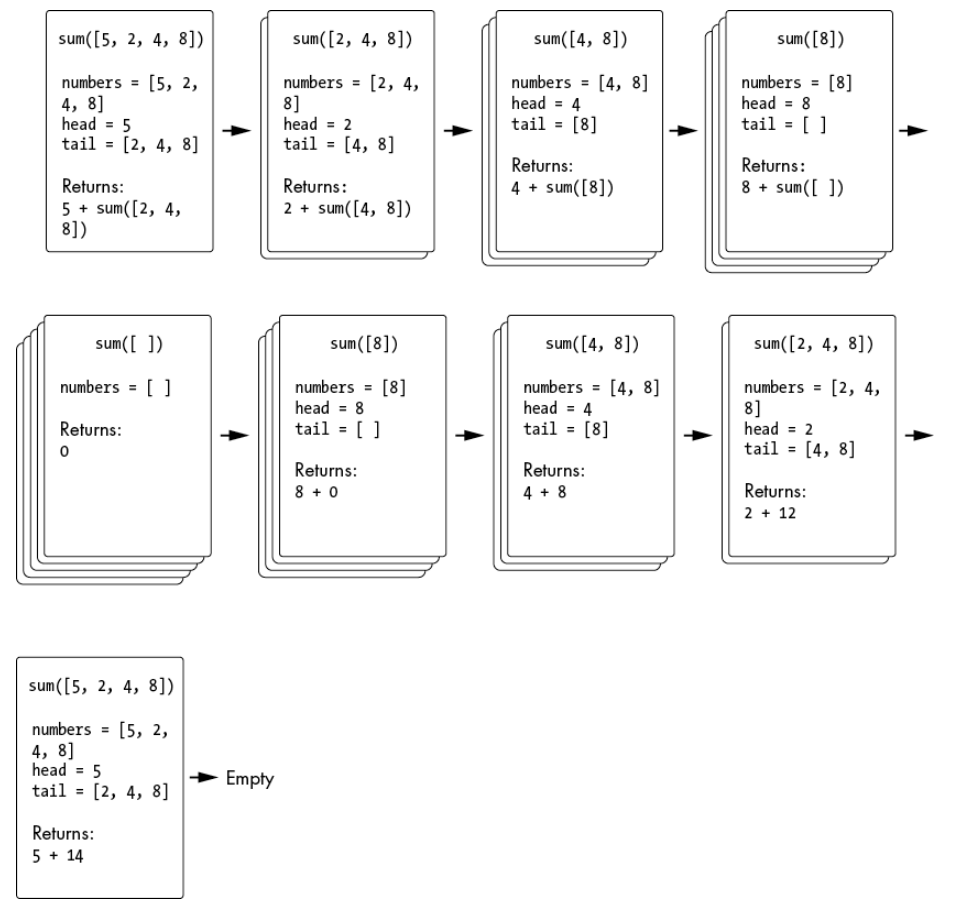 sum([5, 2, 4, 8])
numbers = [5, 2,
4, 8]
head = 5
tail = [2, 4, 8]
Returns:
5 + sum([2, 4,
8])
sum([2, 4, 8])
numbers = [2, 4,
8]
head = 2
tail = [4, 8]
Returns:
2 + sum([4, 8])
sum([4, 8])
numbers = [4, 8]
head = 4
tail = [8]
Returns:
4 + sum([8])
sum([8])
numbers = [8]
head = 8
tail = [ ]
Returns:
8 + sum([ ])
sum([ ])
numbers = [ ]
Returns:
0
sum([8])
numbers = [8]
head = 8
tail = [ ]
Returns:
8 + 0
sum([4, 8])
numbers = [4, 8]
head = 4
tail = [8]
Returns:
4 + 8
sum([2, 4, 8])
numbers = [2, 4,
8]
head = 2
tail = [4, 8]
Returns:
2 + 12
sum([5, 2, 4, 8])
numbers = [5, 2,
4, 8]
head = 5
tail = [2, 4, 8]
Returns:
5 + 14
Empty